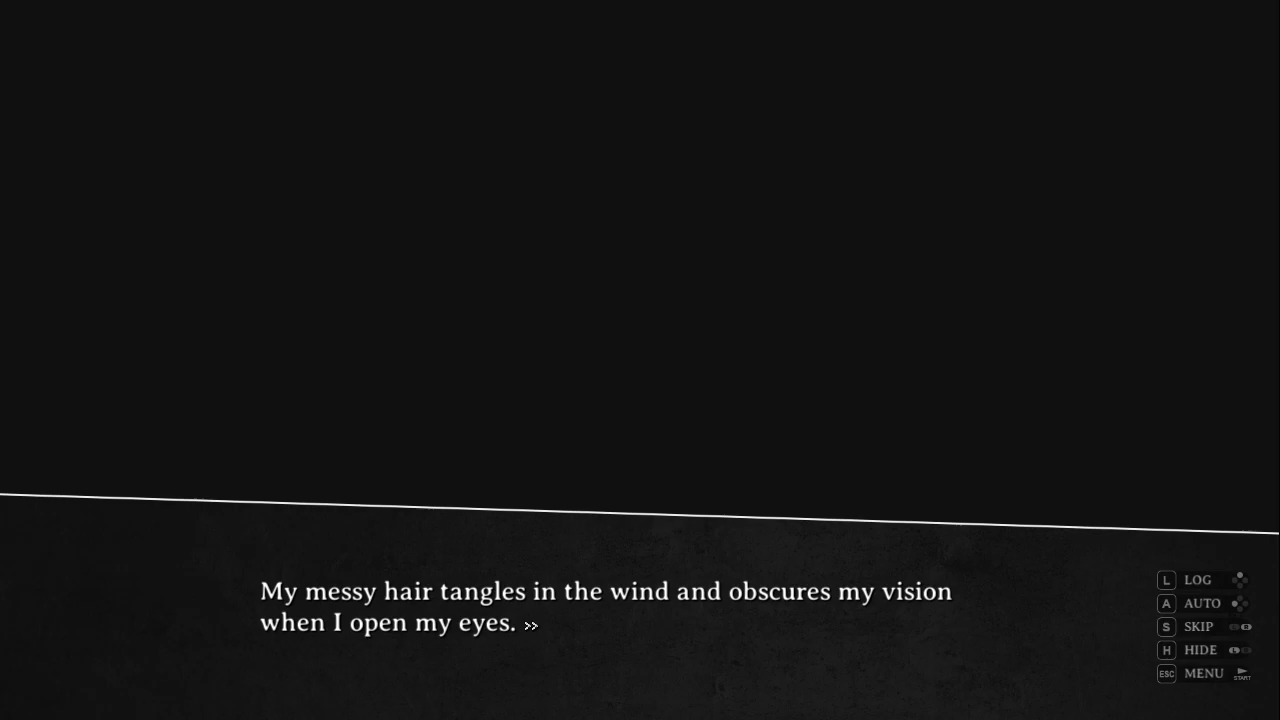 My messy hair tangles in the wind and obscures my vision
when I open my eyes. >>
L LOG
A AUTO
S SKIP
H HIDE
ESC MENU START